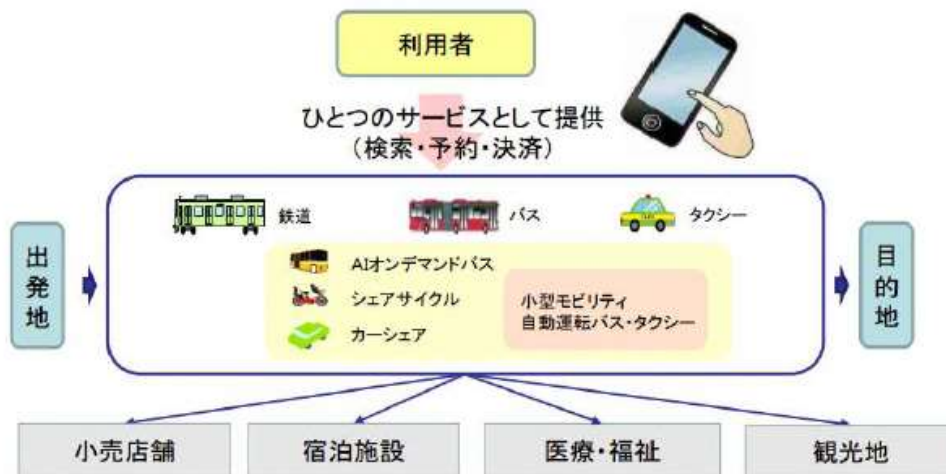 利用者
ひとつのサービスとして提供
(検索・予約・決済)
鉄道
バス
タクシー
出発地
AIオンデマンドバス
シェアサイクル
カーシェア
小型モビリティ
自動運転バス・タクシー
目的地
小売店舗
宿泊施設
医療・福祉
観光地